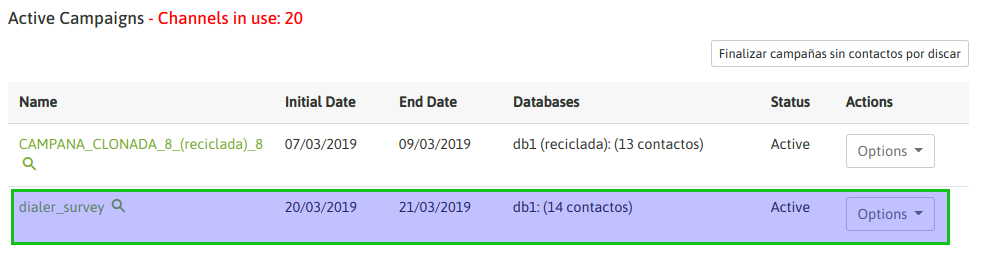 Active Campaigns - Channels in use: 20
Finalizar campañas sin contactos por discar
Name Initial Date End Date Databases Status Actions
CAMPANA_CLONADA_8_(reciclada)_8 07/03/2019 09/03/2019 db1 (reciclada): (13 contactos) Active Options
dialer_survey 20/03/2019 21/03/2019 db1: (14 contactos) Active Options